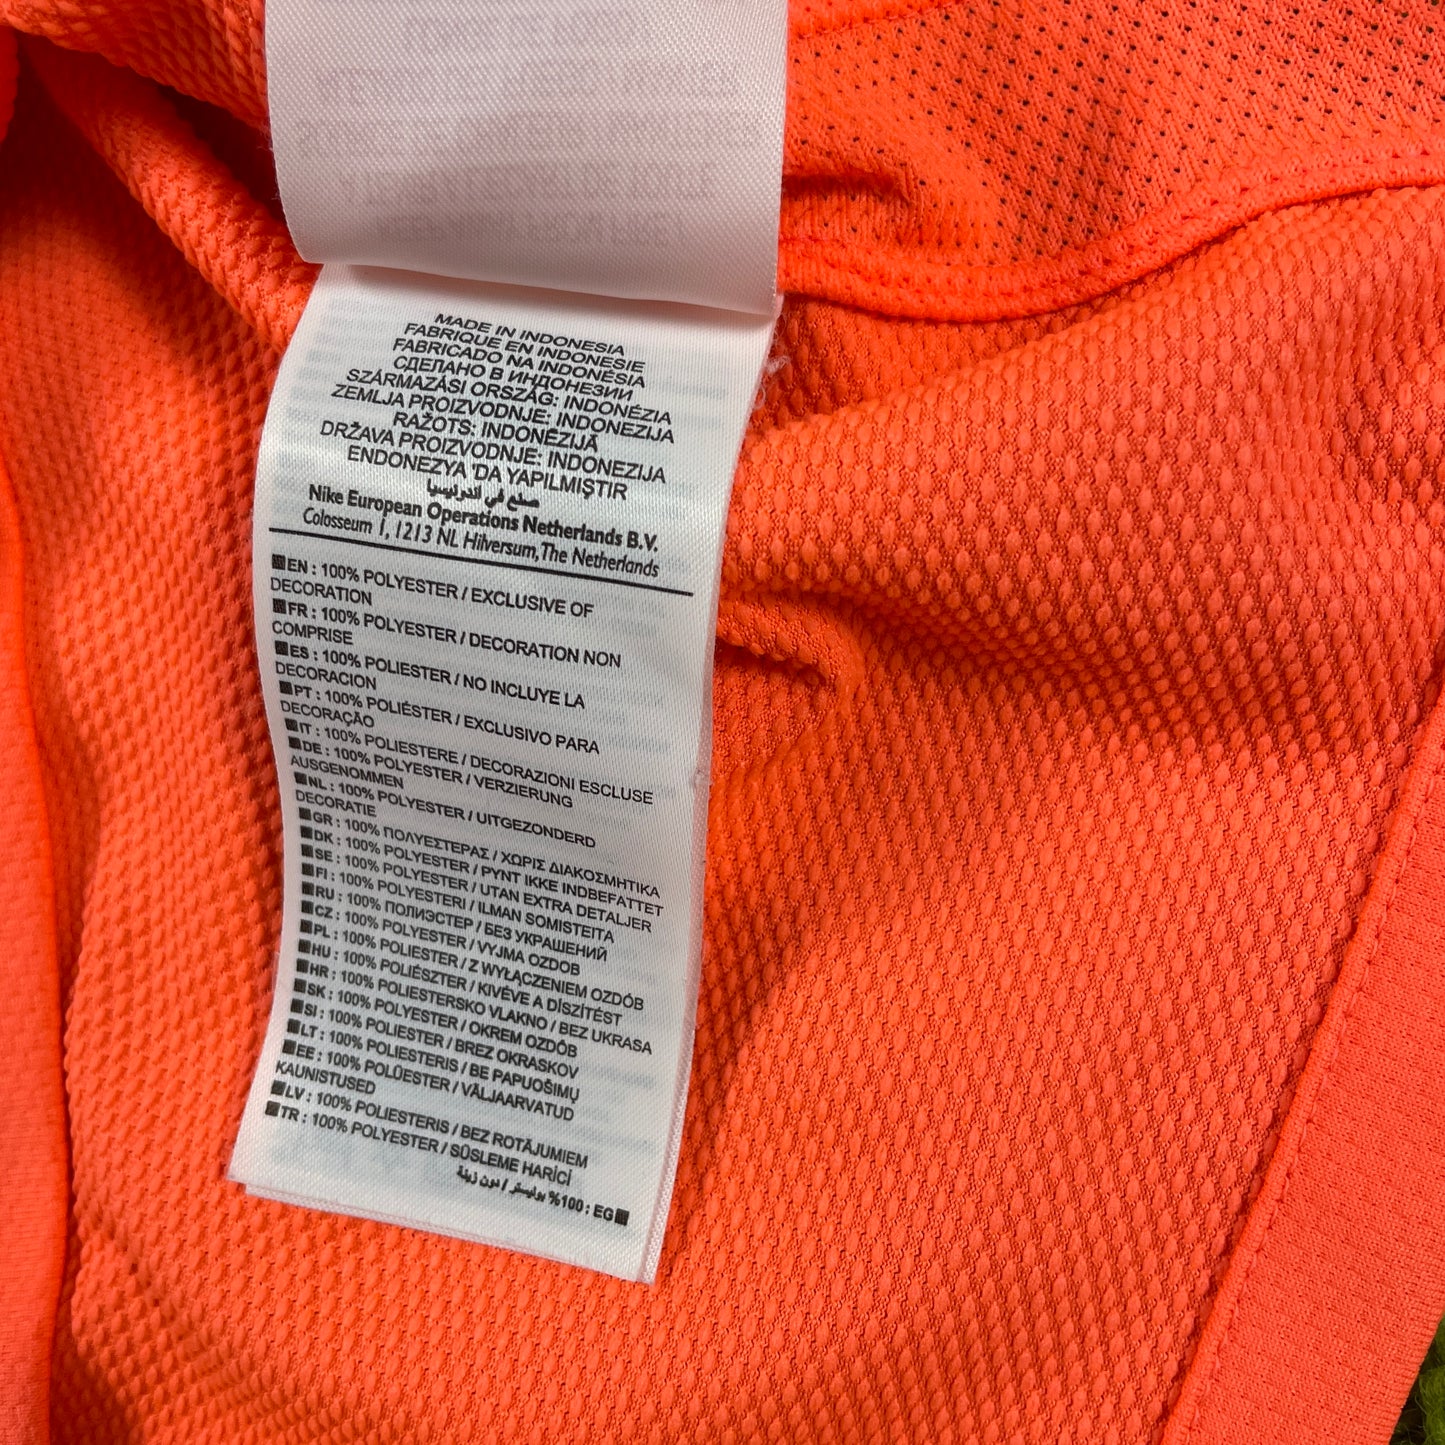 MADE IN INDONESIA
FABRIQUE EN INDONESIE
FABRICADO NA INDONÉSIA
СДЕЛАНО В ИНДОНЕЗИИ
SZÁRMAZÁSI ORSZÁG: INDONÉZIA
ZEMLJA PROIZVODNJE: INDONEZIJA
RAŽOTS: INDONĒZIJĀ
DRŽAVA PROIZVODNJE: INDONEZIJA
ENDONEZYA 'DA YAPILMIŞTIR
صنع في أندونيسيا
Nike European Operations Netherlands B.V.
Colosseum 1, 1213 NL Hilversum, The Netherlands
EN : 100% POLYESTER / EXCLUSIVE OF
DECORATION
FR : 100% POLYESTER / DECORATION NON
COMPRISE
ES : 100% POLIESTER / NO INCLUYE LA
DECORACION
PT : 100% POLIÉSTER / EXCLUSIVO PARA
DECORAÇÃO
IT : 100% POLIESTERE / DECORAZIONI ESCLUSE
DE : 100% POLYESTER / VERZIERUNG
AUSGENOMMEN
NL : 100% POLYESTER / UITGEZONDERD
DECORATIE
GR : 100% ΠΟΛΥΕΣΤΕΡΑΣ / ΧΩΡΙΣ ΔΙΑΚΟΣΜΗΤΙΚΑ
DK : 100% POLYESTER / PYNT IKKE INDBEFATTET
SE : 100% POLYESTER / UTAN EXTRA DETALJER
FI : 100% POLYESTERI / ILMAN SOMISTEITA
RU : 100% ПОЛИЭСТЕР / БЕЗ УКРАШЕНИЙ
CZ : 100% POLYESTER / VYJMA OZDOB
PL : 100% POLIESTER / Z WYŁĄCZENIEM OZDÓB
HU : 100% POLIÉSZTER / KIVÉVE A DÍSZÍTÉST
HR : 100% POLIESTERSKO VLAKNO / BEZ UKRASA
SK : 100% POLYESTER / OKREM OZDÔB
SI : 100% POLIESTER / BREZ OKRASKOV
LT : 100% POLIESTERIS / BE PAPUOŠIMŲ
EE : 100% POLÜESTER / VÄLJAARVATUD
KAUNISTUSED
LV : 100% POLIESTERIS / BEZ ROTĀJUMIEM
TR : 100% POLYESTER / SÜSLEME HARİCİ
EG : 100% بوليستر / دون زينة